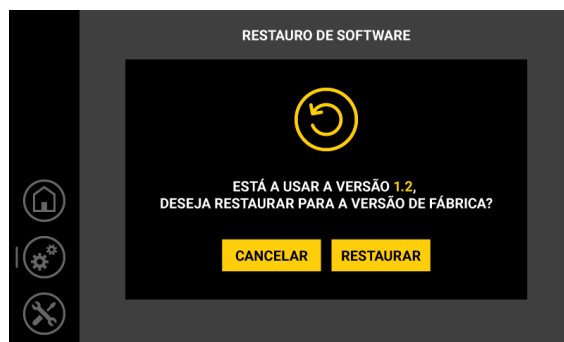 RESTAURO DE SOFTWARE
ESTÁ A USAR A VERSÃO 1.2,
DESEJA RESTAURAR PARA A VERSÃO DE FÁBRICA?
CANCELAR RESTAURAR